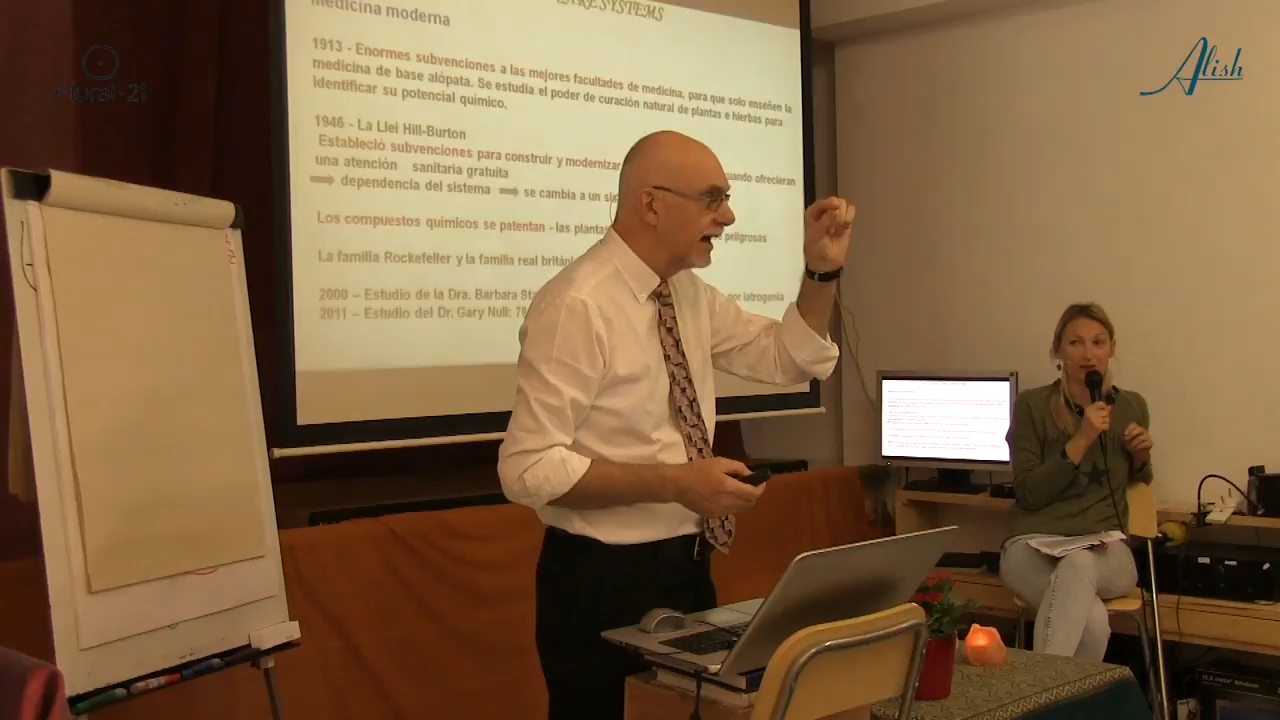 Plural-21
Alish
CARE SYSTEMS
Medicina moderna
1913 - Enormes subvenciones a las mejores facultades de medicina, para que solo enseñen la
medicina de base alópata. Se estudia el poder de curación natural de plantas e hierbas para
identificar su potencial químico.
1946 - La Llei Hill-Burton
Estableció subvenciones para construir y modernizar
uando ofrecieran
una atención sanitaria gratuita
dependencia del sistema
se cambia a un
Los compuestos químicos se patentan - las plantas
peligrosas
La familia Rockefeller y la familia real
2000 – Estudio de la Dra. Barbara
por iatrogenia
2011 – Estudio del Dr. Gary Null: 78